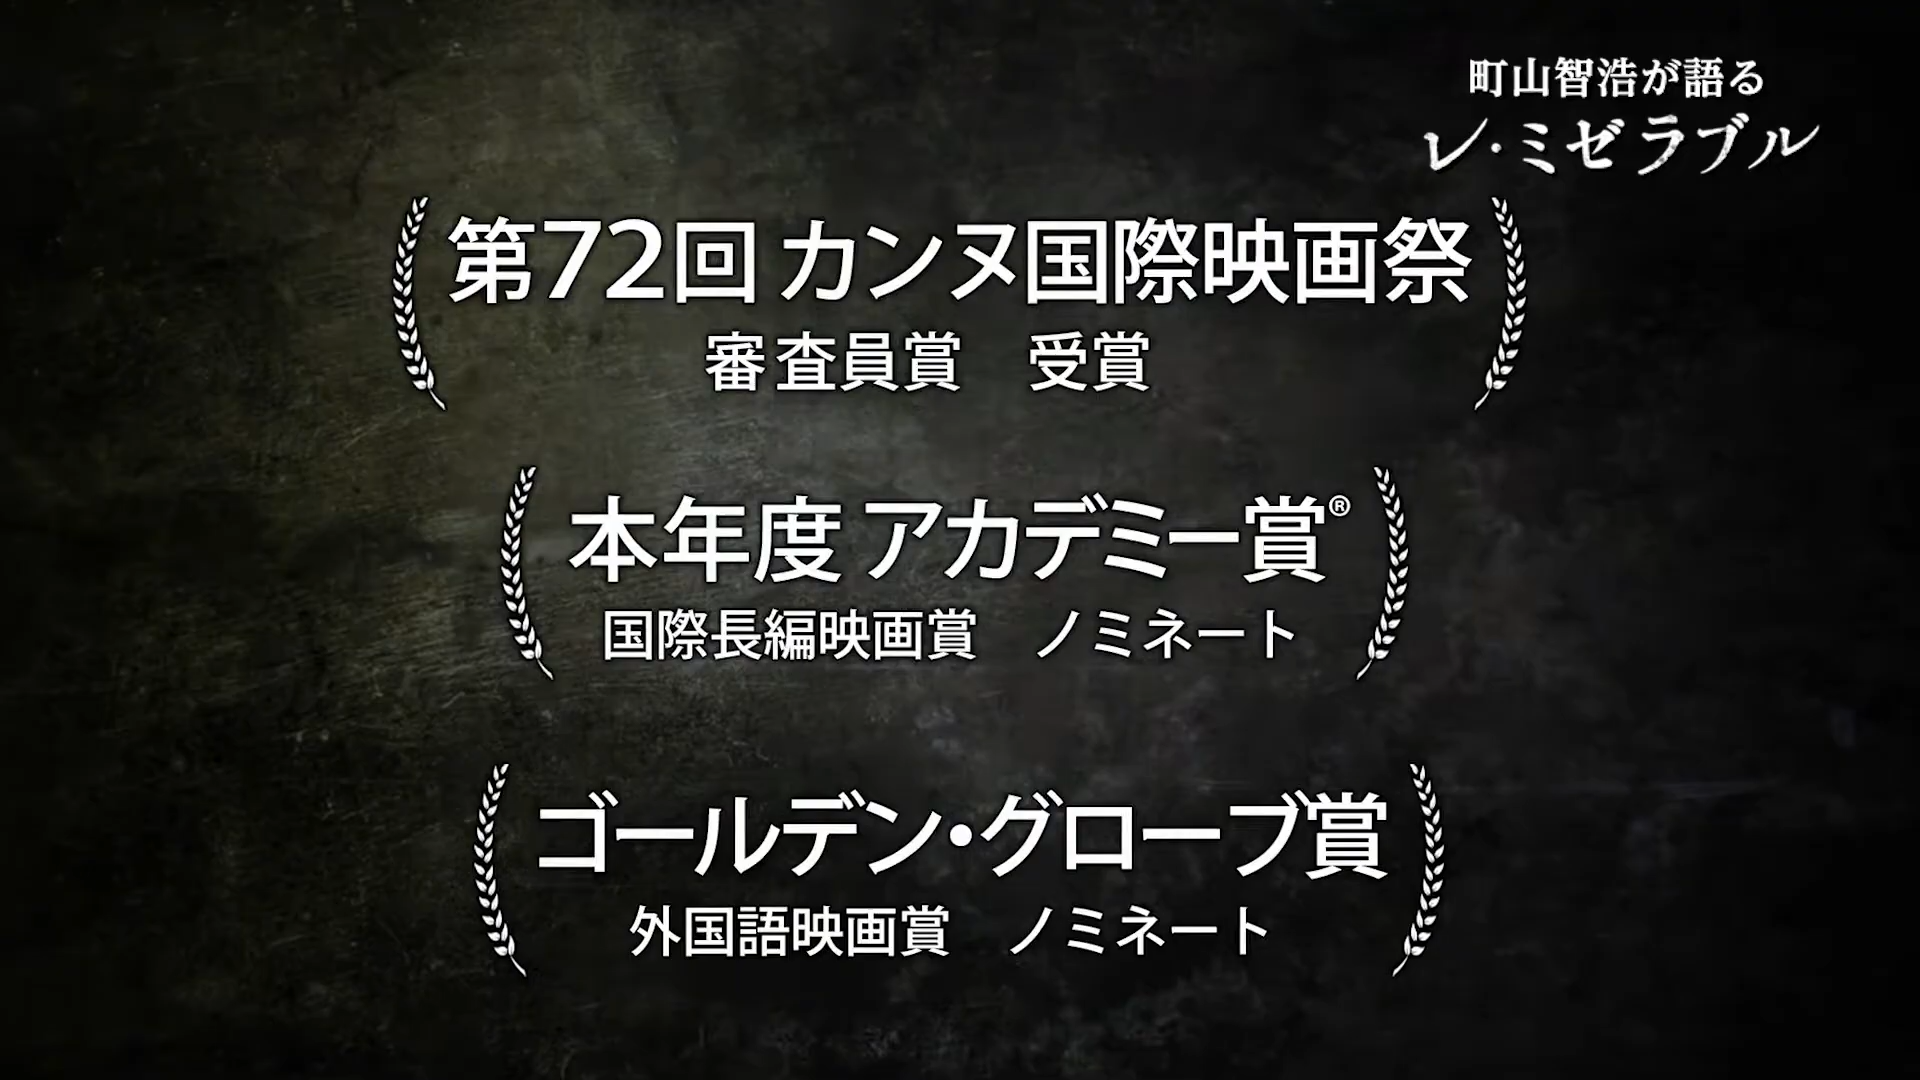 町山智浩が語る
レ・ミゼラブル
第72回 カンヌ国際映画祭
審査員賞　受賞
本年度 アカデミー賞®
国際長編映画賞　ノミネート
ゴールデン・グローブ賞
外国語映画賞　ノミネート